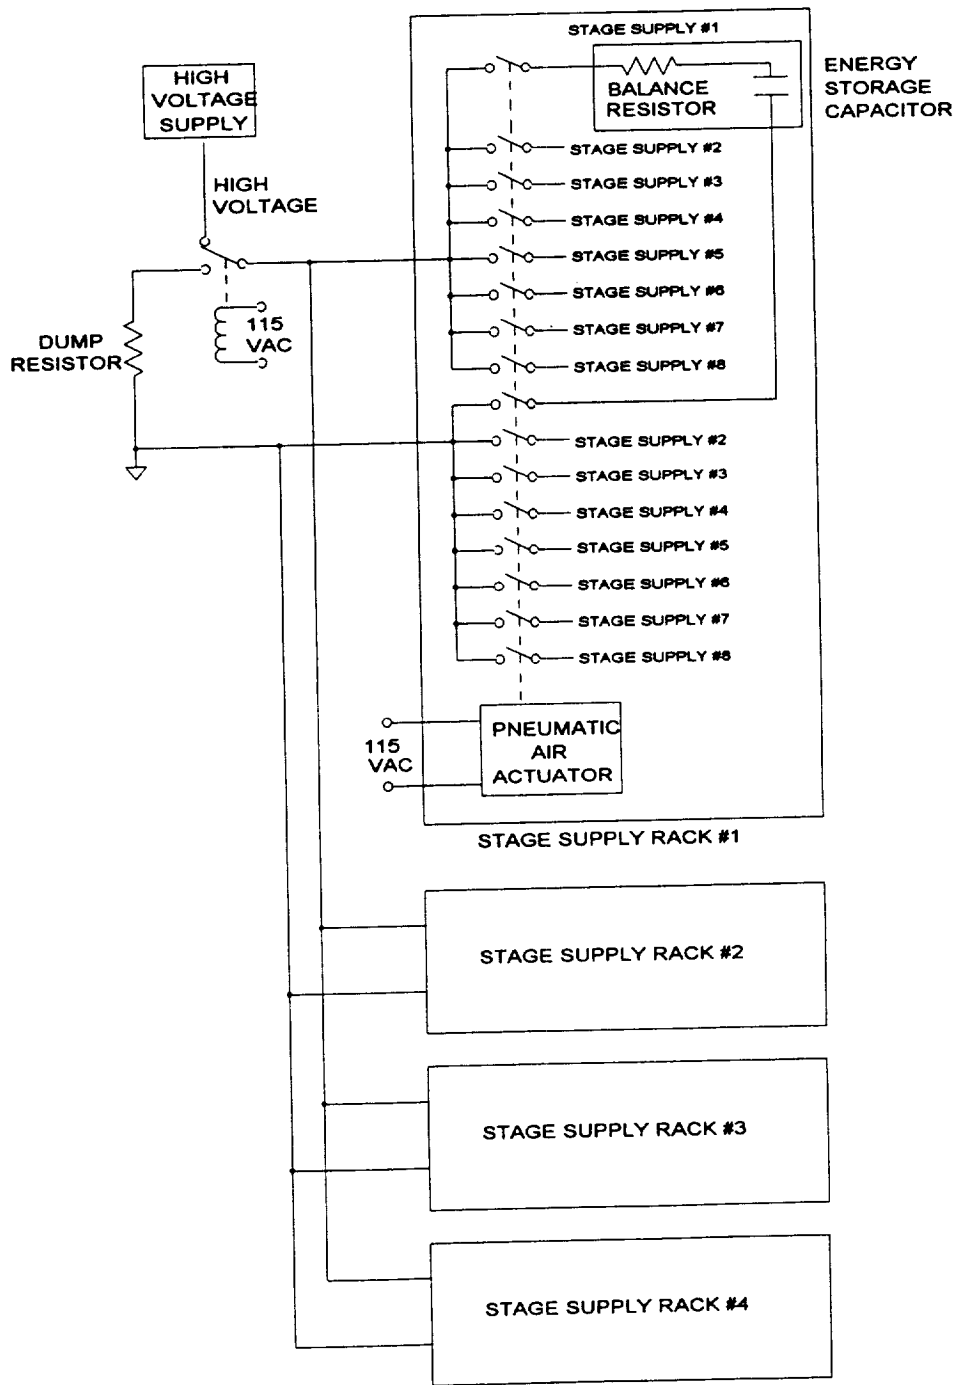 STAGE SUPPLY #1
HIGH
VOLTAGE
SUPPLY
BALANCE
RESISTOR
ENERGY
STORAGE
CAPACITOR
STAGE SUPPLY #2
STAGE SUPPLY #3
HIGH
VOLTAGE
STAGE SUPPLY #4
STAGE SUPPLY #5
STAGE SUPPLY #6
DUMP
RESISTOR
115
VAC
STAGE SUPPLY #7
STAGE SUPPLY #8
STAGE SUPPLY #2
STAGE SUPPLY #3
STAGE SUPPLY #4
STAGE SUPPLY #5
STAGE SUPPLY #6
STAGE SUPPLY #7
STAGE SUPPLY #8
115
VAC
PNEUMATIC
AIR
ACTUATOR
STAGE SUPPLY RACK #1
STAGE SUPPLY RACK #2
STAGE SUPPLY RACK #3
STAGE SUPPLY RACK #4